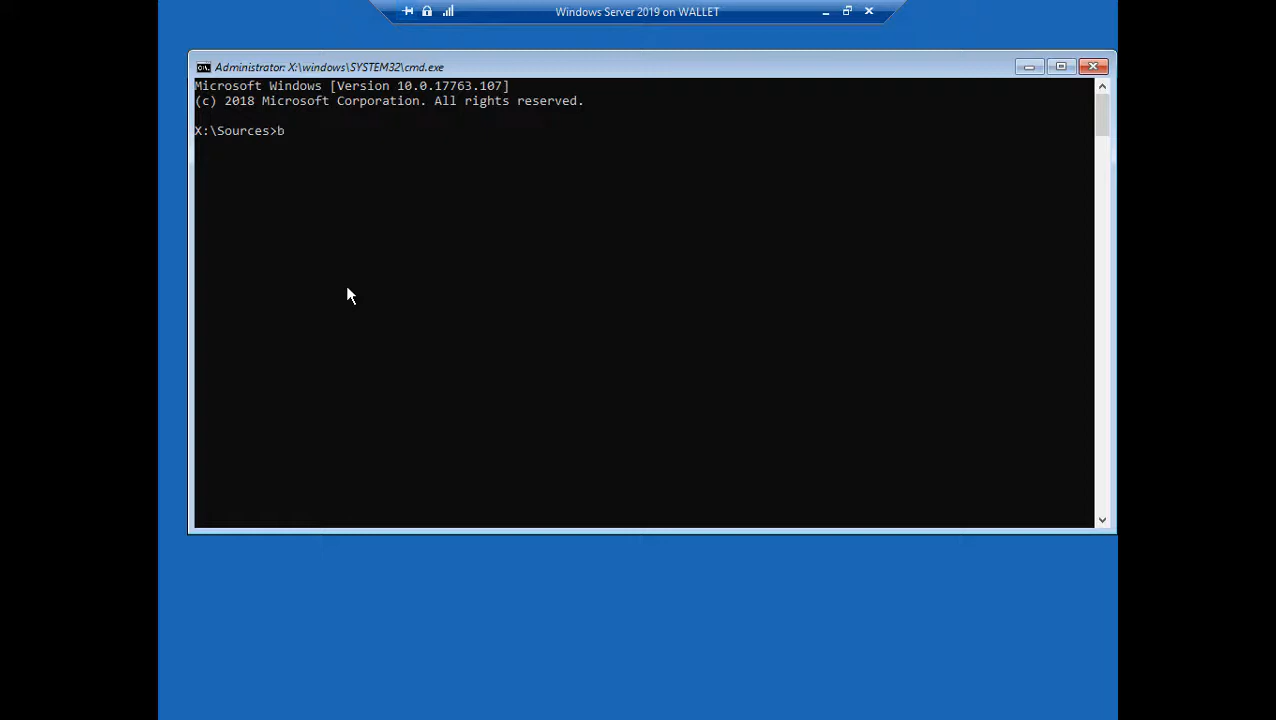 Windows Server 2019 on WALLET
Administrator: X:\windows\SYSTEM32\cmd.exe
Microsoft Windows [Version 10.0.17763.107]
(c) 2018 Microsoft Corporation. All rights reserved.
X:\Sources>b